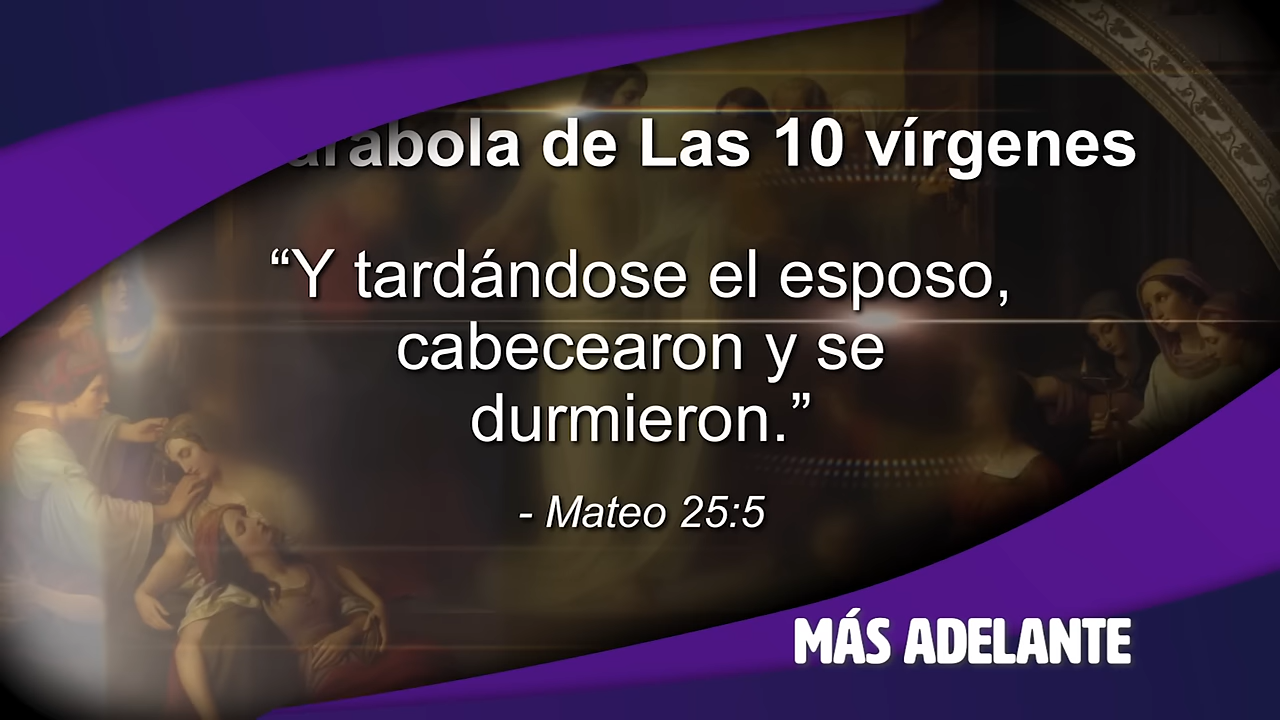 de Las 10 vírgenes
“Y tardándose el esposo,
cabecearon y se
durmieron.”
- Mateo 25:5
MÁS ADELANTE